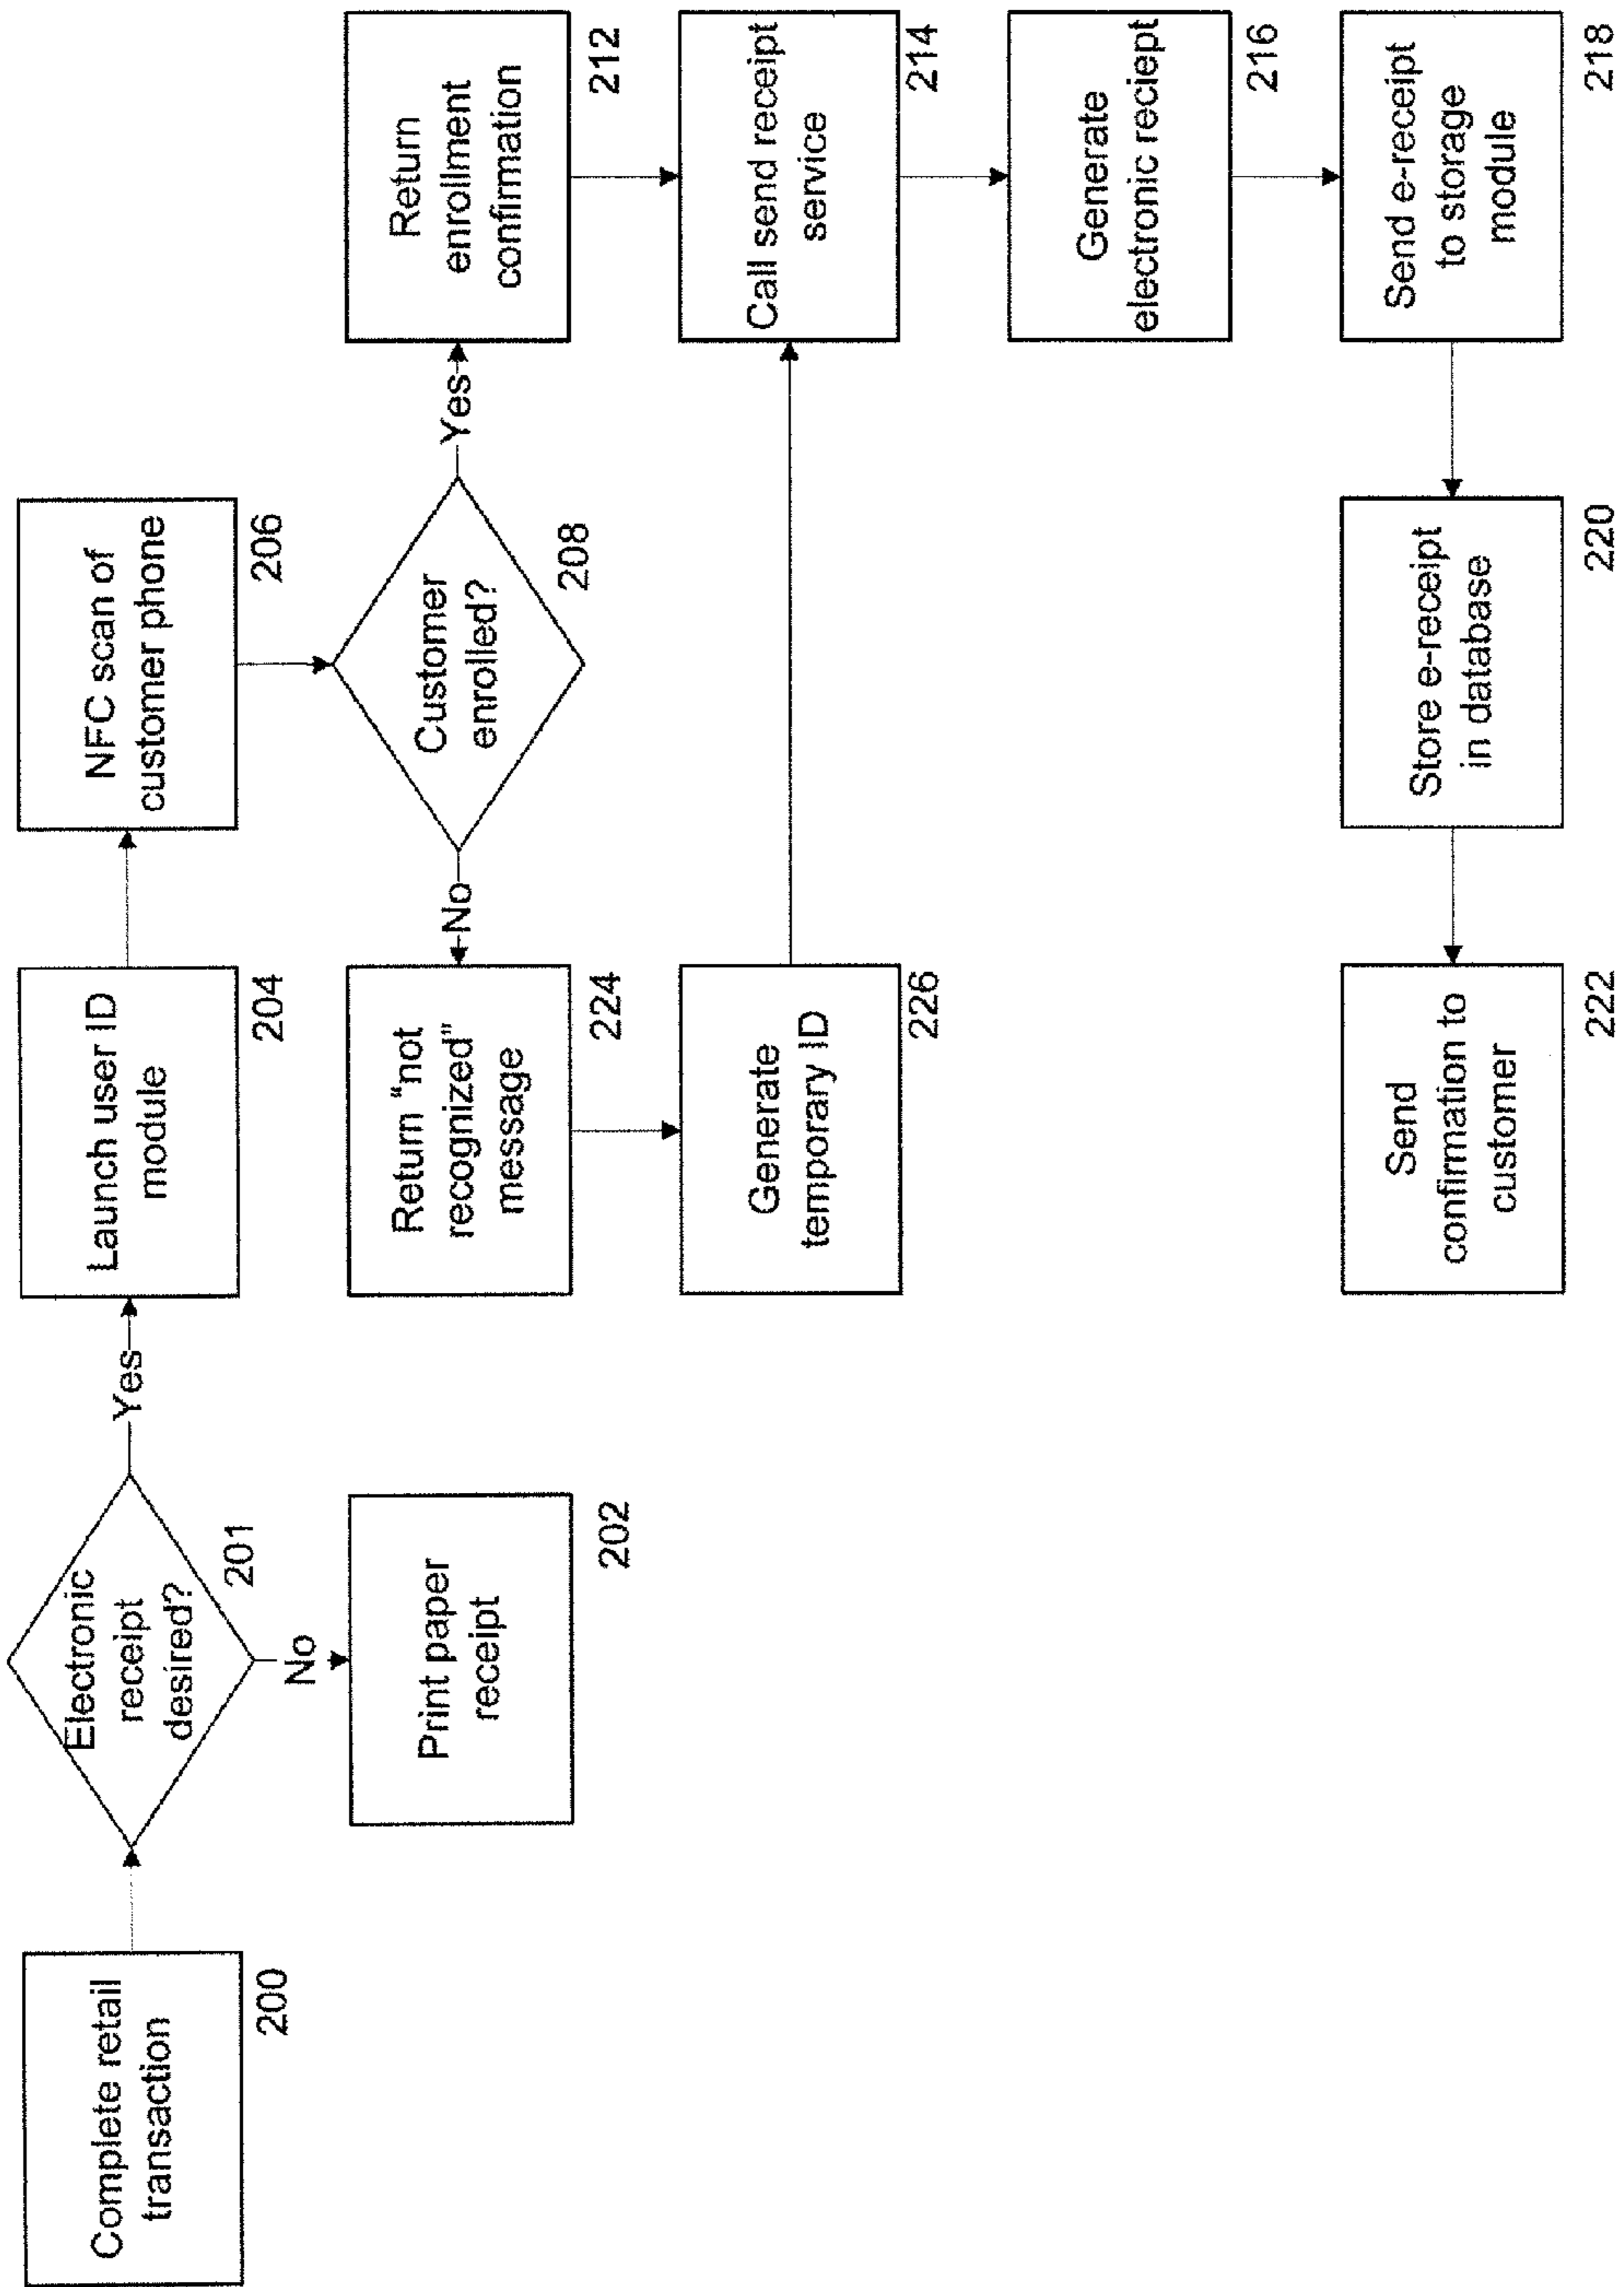 Complete retail
transaction
200
Electronic
receipt
desired?
201
Yes
No
Print paper
receipt
202
Launch user ID
module
204
NFC scan of
customer phone
206
Customer
enrolled?
208
Yes
No
Return
enrollment
confirmation
212
Return "not
recognized"
message
224
Generate
temporary ID
226
Call send receipt
service
214
Generate
electronic reciept
216
Send e-receipt
to storage
module
218
Store e-receipt
in database
220
Send
confirmation to
customer
222